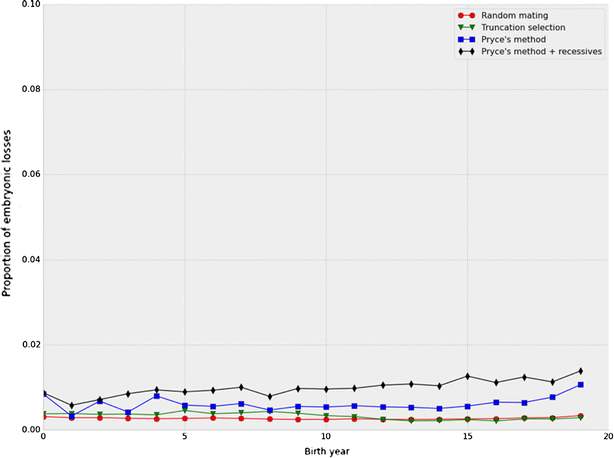 0.10
0.08
0.06
0.04
0.02
0.00
Proportion of embryonic losses
Random mating
Truncation selection
Pryce's method
Pryce's method + recessives
0 5 10 15 20
Birth year